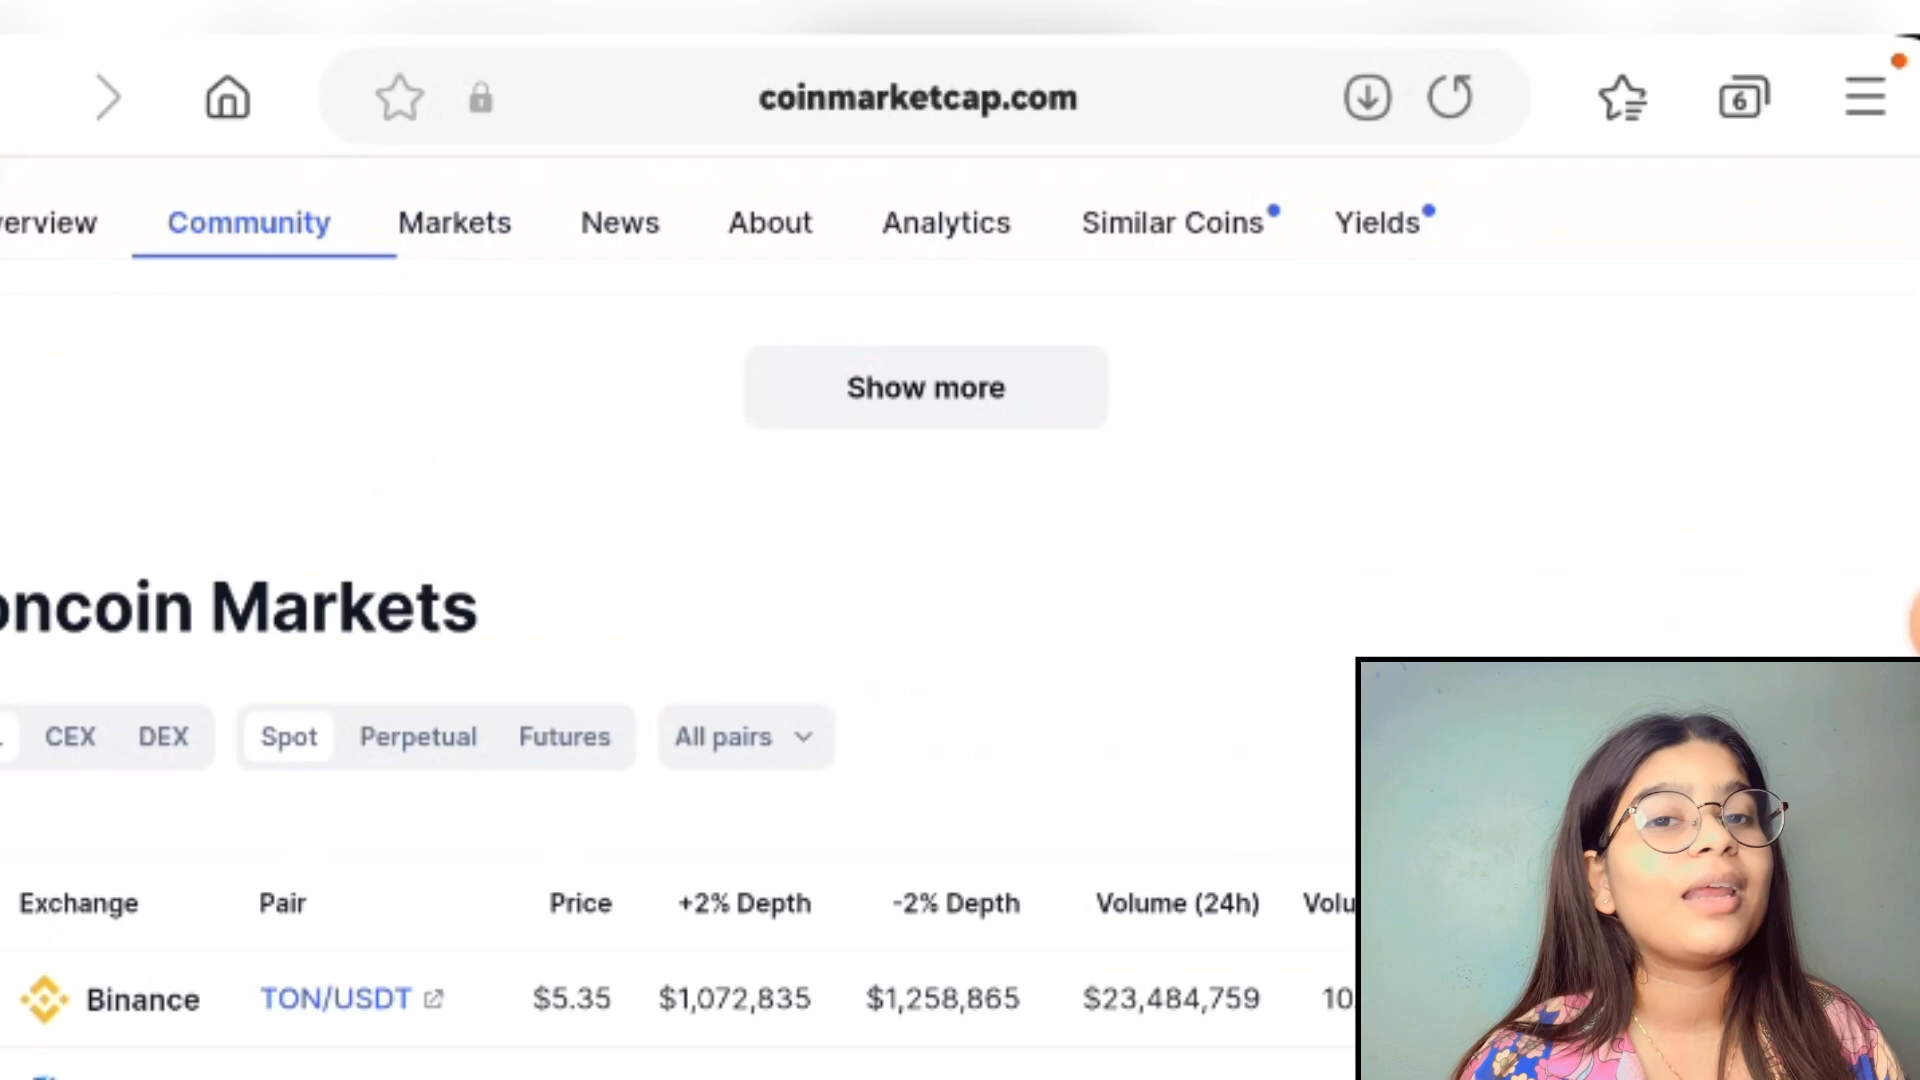 coinmarketcap.com
6
verview Community Markets News About Analytics Similar Coins Yields
Show more
oncoin Markets
CEX DEX Spot Perpetual Futures All pairs
Exchange Pair Price +2% Depth -2% Depth Volume (24h) Volu
Binance TON/USDT $5.35 $1,072,835 $1,258,865 $23,484,759 10